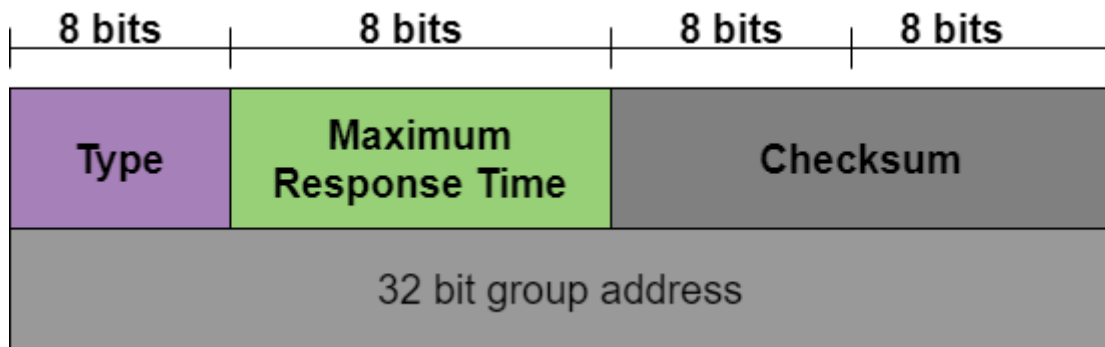 8 bits 8 bits 8 bits 8 bits
Type
Maximum
Response Time
Checksum
32 bit group address